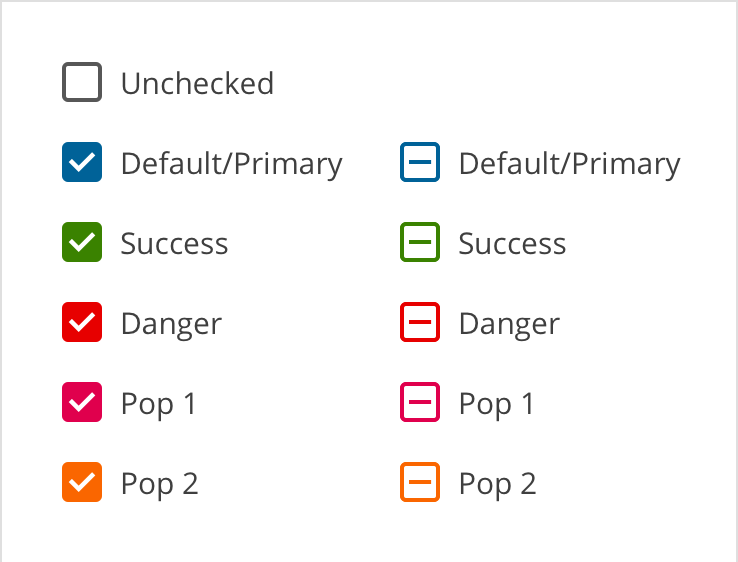 Unchecked
Default/Primary
Default/Primary
Success
Success
Danger
Danger
Pop 1
Pop 1
Pop 2
Pop 2